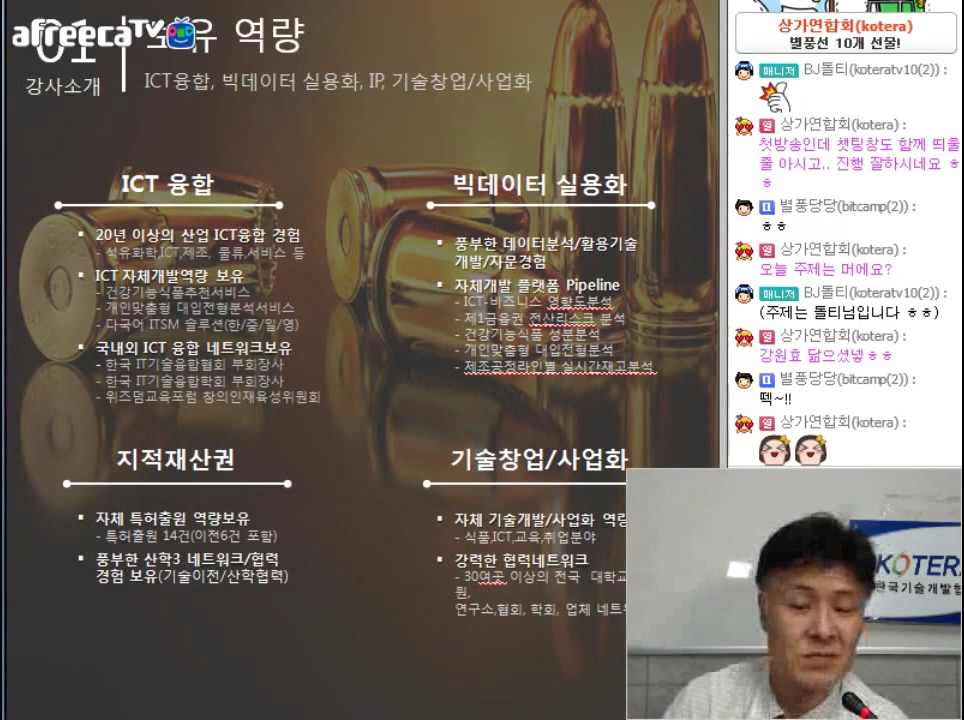 afreecaTV
보유 역량
강사소개
ICT융합, 빅데이터 실용화, IP, 기술창업/사업화
ICT 융합
▪ 20년 이상의 산업 ICT융합 경험
- 석유화학ICT,제조, 물류,서비스 등
▪ ICT 자체개발역량 보유
- 건강기능식품추천서비스
- 개인맞춤형 대입전형분석서비스
- 다국어 ITSM 솔루션(한/중/일/영)
▪ 국내외 ICT 융합 네트워크보유
- 한국 IT기술융합협회 부회장사
- 한국 IT기술융합학회 부회장사
- 위즈덤교육포럼 창의인재육성위원회
빅데이터 실용화
▪ 풍부한 데이터분석/활용기술
개발/자문경험
▪ 자체개발 플랫폼 Pipeline
- ICT-비즈니스 영향도분석
- 제1금융권 전산리스크 분석
- 건강기능식품 성분분석
- 개인맞춤형 대입전형분석
- 제조공정라인별 실시간재고분석
지적재산권
▪ 자체 특허출원 역량보유
- 특허출원 14건(이전6건 포함)
▪ 풍부한 산학3 네트워크/협력
경험 보유(기술이전/산학협력)
기술창업/사업화
▪ 자체 기술개발/사업화 역량
- 식품,ICT,교육,취업분야
▪ 강력한 협력네트워크
- 30여곳 이상의 전국 대학교
원,
연구소,협회, 학회, 업체 네트
상가연합회(kotera)
별풍선 10개 선물!
매니저 BJ돌티(koteratv10(2)) :
열 상가연합회(kotera) :
첫방송인데 챗팅창도 함께 띄울
줄 아시고.. 진행 잘하시네요 ㅎ
ㅎ
별풍당당(bitcamp(2)) :
ㅎㅎ
열 상가연합회(kotera) :
오늘 주제는 머에요?
매니저 BJ돌티(koteratv10(2)) :
(주제는 돌티님입니다 ㅎㅎ)
열 상가연합회(kotera) :
강원효 닮으셨넿ㅎㅎ
별풍당당(bitcamp(2)) :
떽~!!
열 상가연합회(kotera) :
KOTER
한국기술개발협